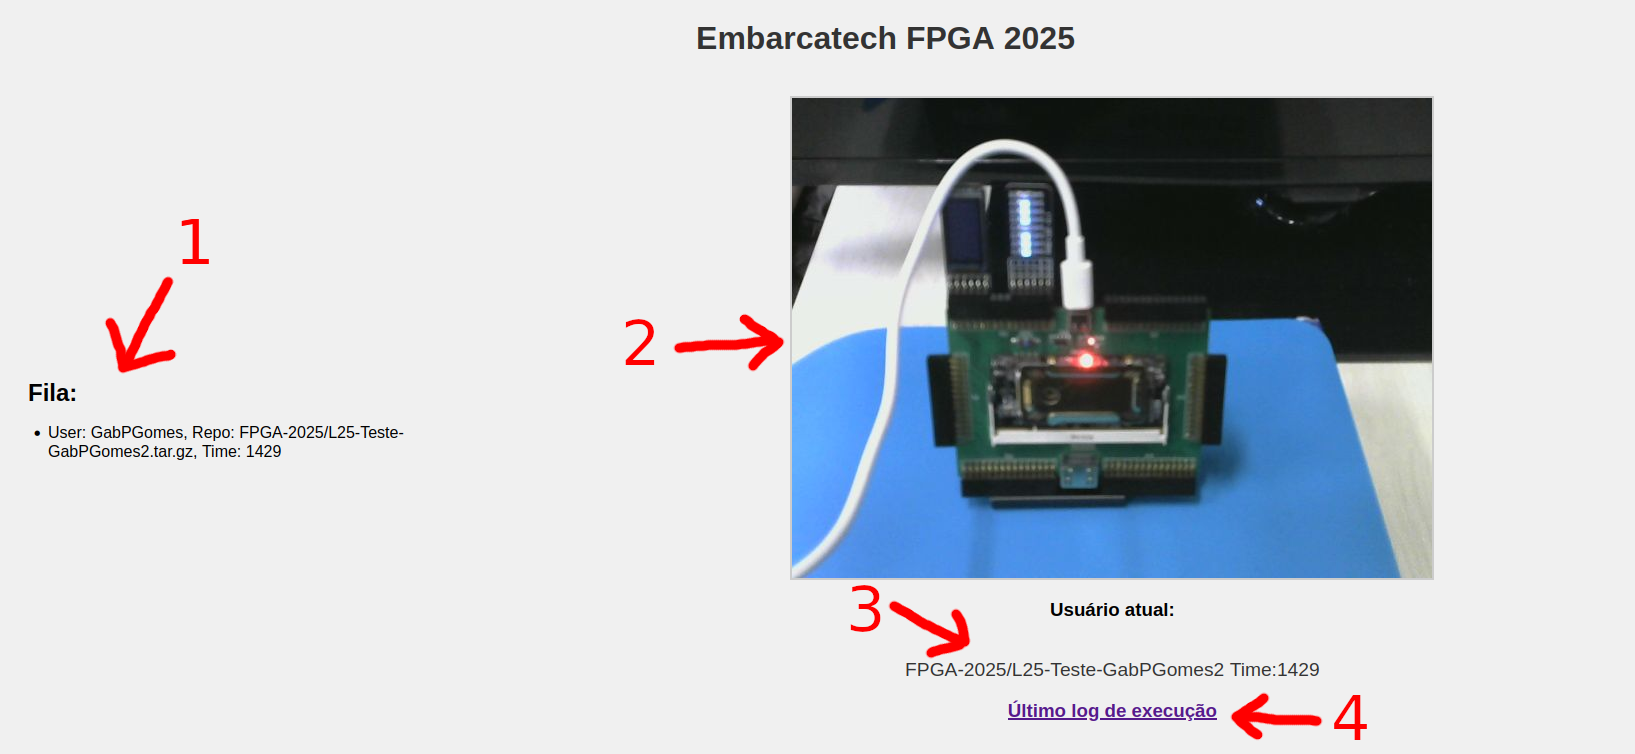 Embarcatech FPGA 2025
1
2
Fila:
User: GabPGomes, Repo: FPGA-2025/L25-Teste-
GabPGomes2.tar.gz, Time: 1429
3
Usuário atual:
FPGA-2025/L25-Teste-GabPGomes2 Time:1429
Último log de execução
4